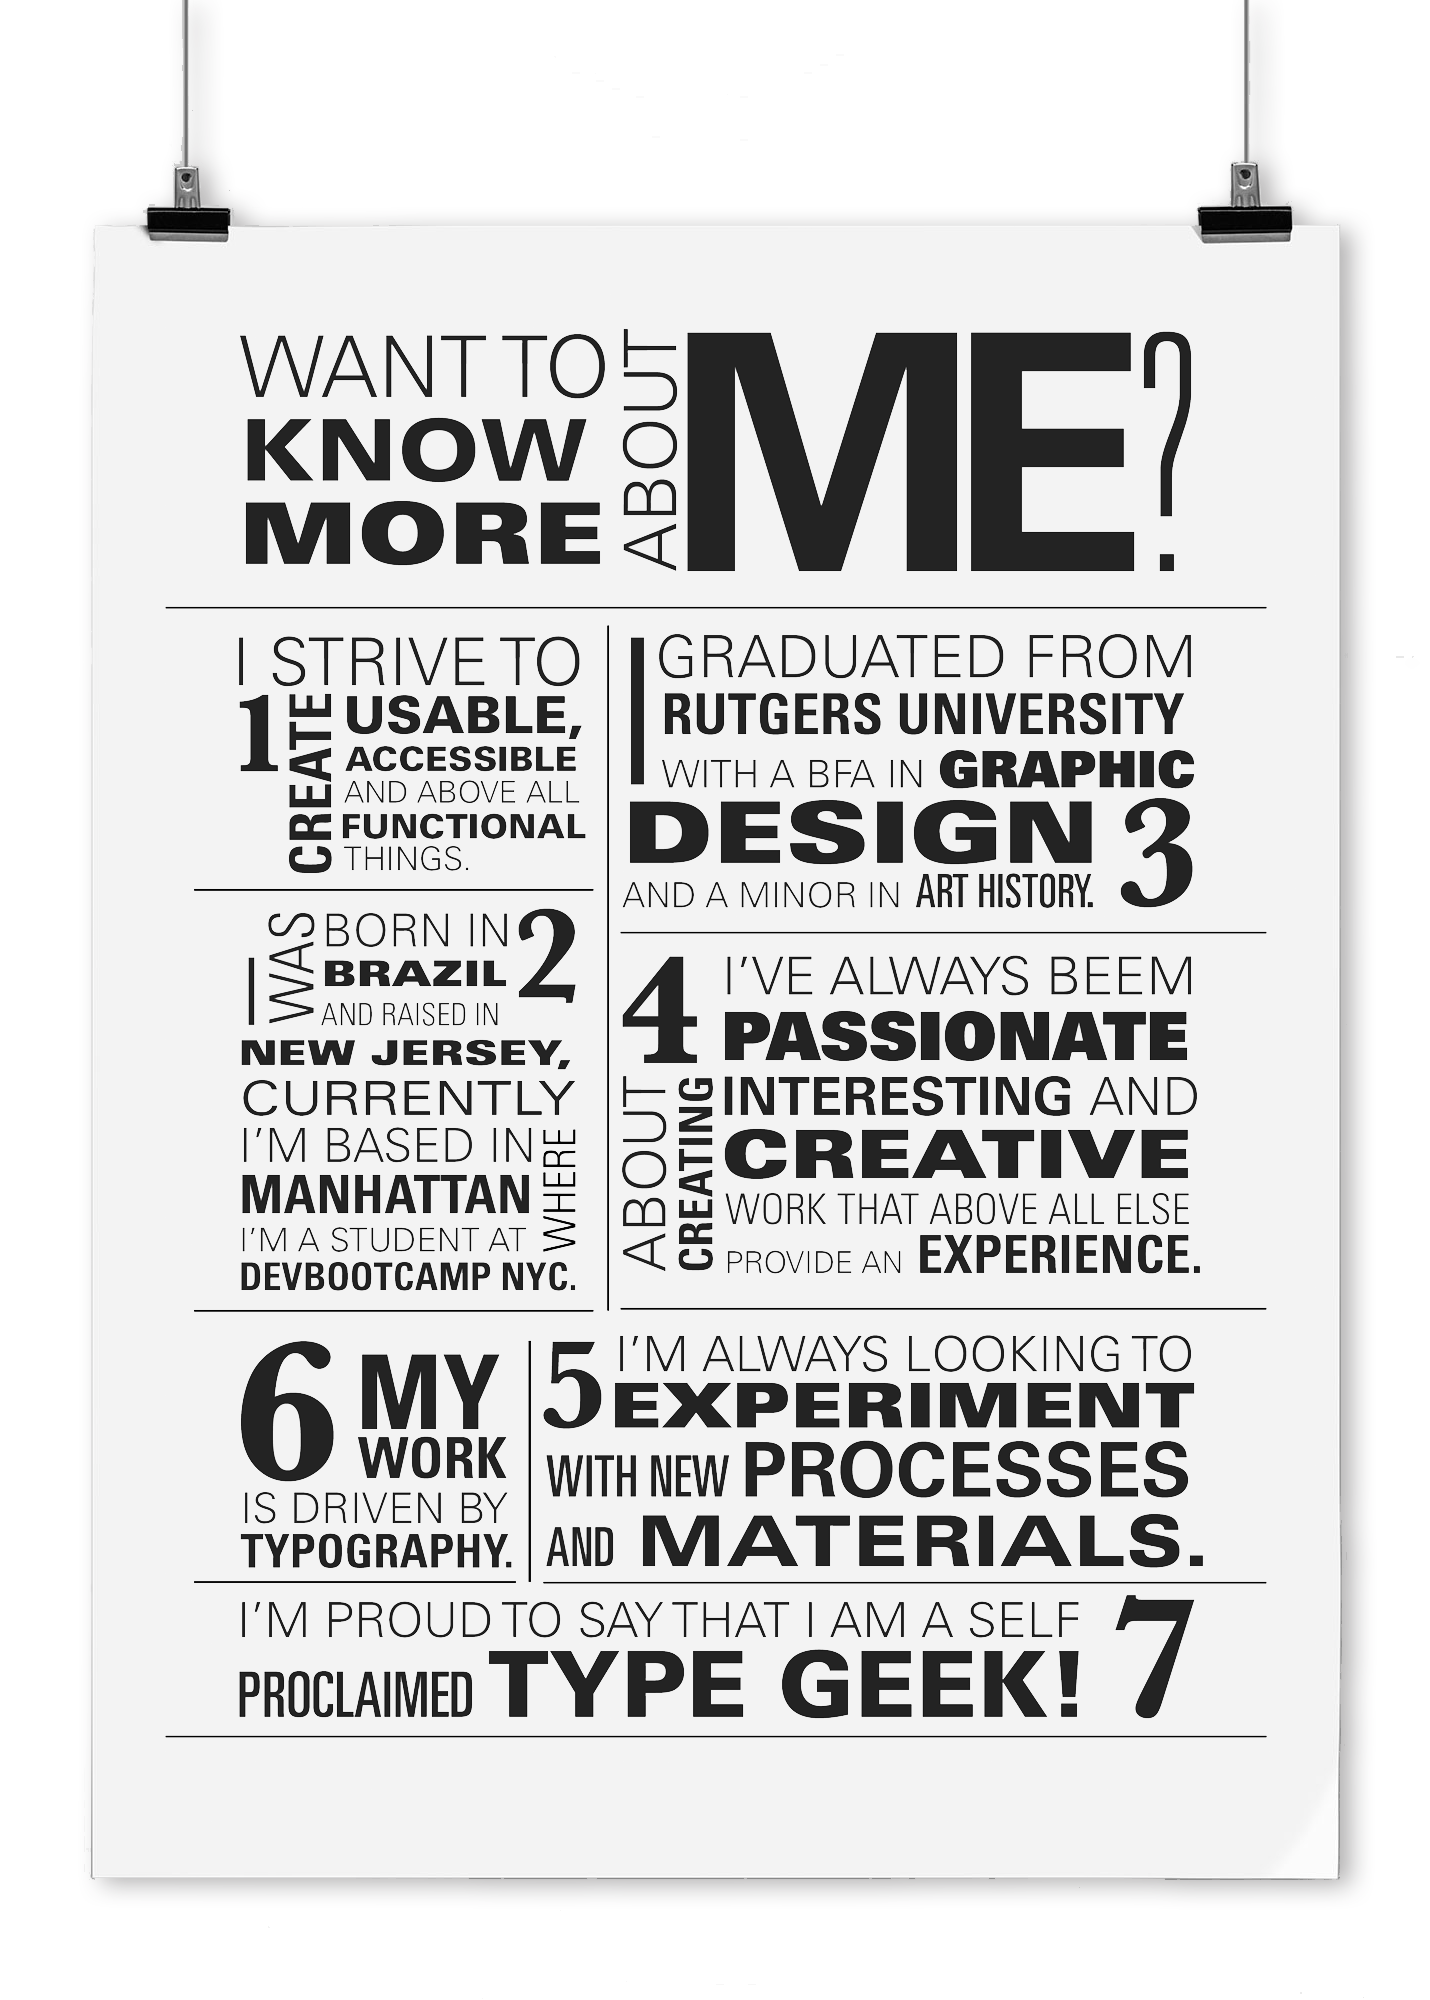 WANT TO
KNOW
MORE
ABOUT
ME?
I STRIVE TO
1
CREATE
USABLE,
ACCESSIBLE
AND ABOVE ALL
FUNCTIONAL
THINGS.
I WAS
BORN IN
2
BRAZIL
AND RAISED IN
NEW JERSEY,
CURRENTLY
I'M BASED IN
MANHATTAN
WHERE
I'M A STUDENT AT
DEVBOOTCAMP NYC.
I GRADUATED FROM
RUTGERS UNIVERSITY
WITH A BFA IN GRAPHIC
DESIGN 3
AND A MINOR IN ART HISTORY.
4
I'VE ALWAYS BEEM
PASSIONATE
ABOUT
CREATING
INTERESTING AND
CREATIVE
WORK THAT ABOVE ALL ELSE
PROVIDE AN EXPERIENCE.
5 I'M ALWAYS LOOKING TO
EXPERIMENT
WITH NEW PROCESSES
AND MATERIALS.
6 MY
WORK
IS DRIVEN BY
TYPOGRAPHY.
I'M PROUD TO SAY THAT I AM A SELF 7
PROCLAIMED TYPE GEEK!